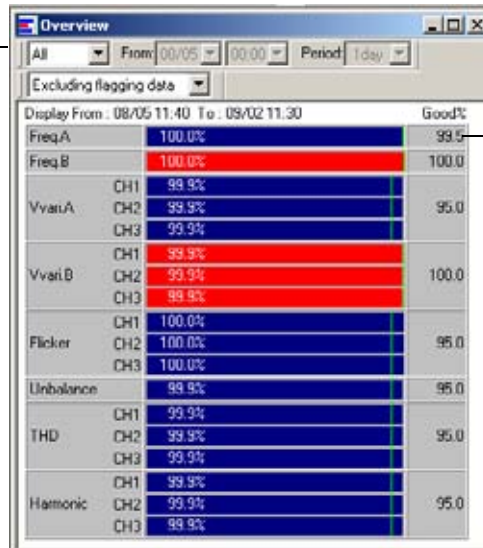 Overview
All From: 08/05 00:00 Period: 1day
Excluding flagging data
Display From : 08/05 11:40 To : 09/02 11:30 Good%
Freq.A 100.0% 99.5
Freq.B 100.0% 100.0
CH1 99.9%
Vvari.A CH2 99.9% 95.0
CH3 99.9%
CH1 99.9%
Vvari.B CH2 99.9% 100.0
CH3 99.9%
CH1 100.0%
Flicker CH2 100.0% 95.0
CH3 100.0%
Unbalance 99.9% 95.0
CH1 99.9%
THD CH2 99.9% 95.0
CH3 99.9%
CH1 99.9%
Harmonic CH2 99.9% 95.0
CH3 99.9%